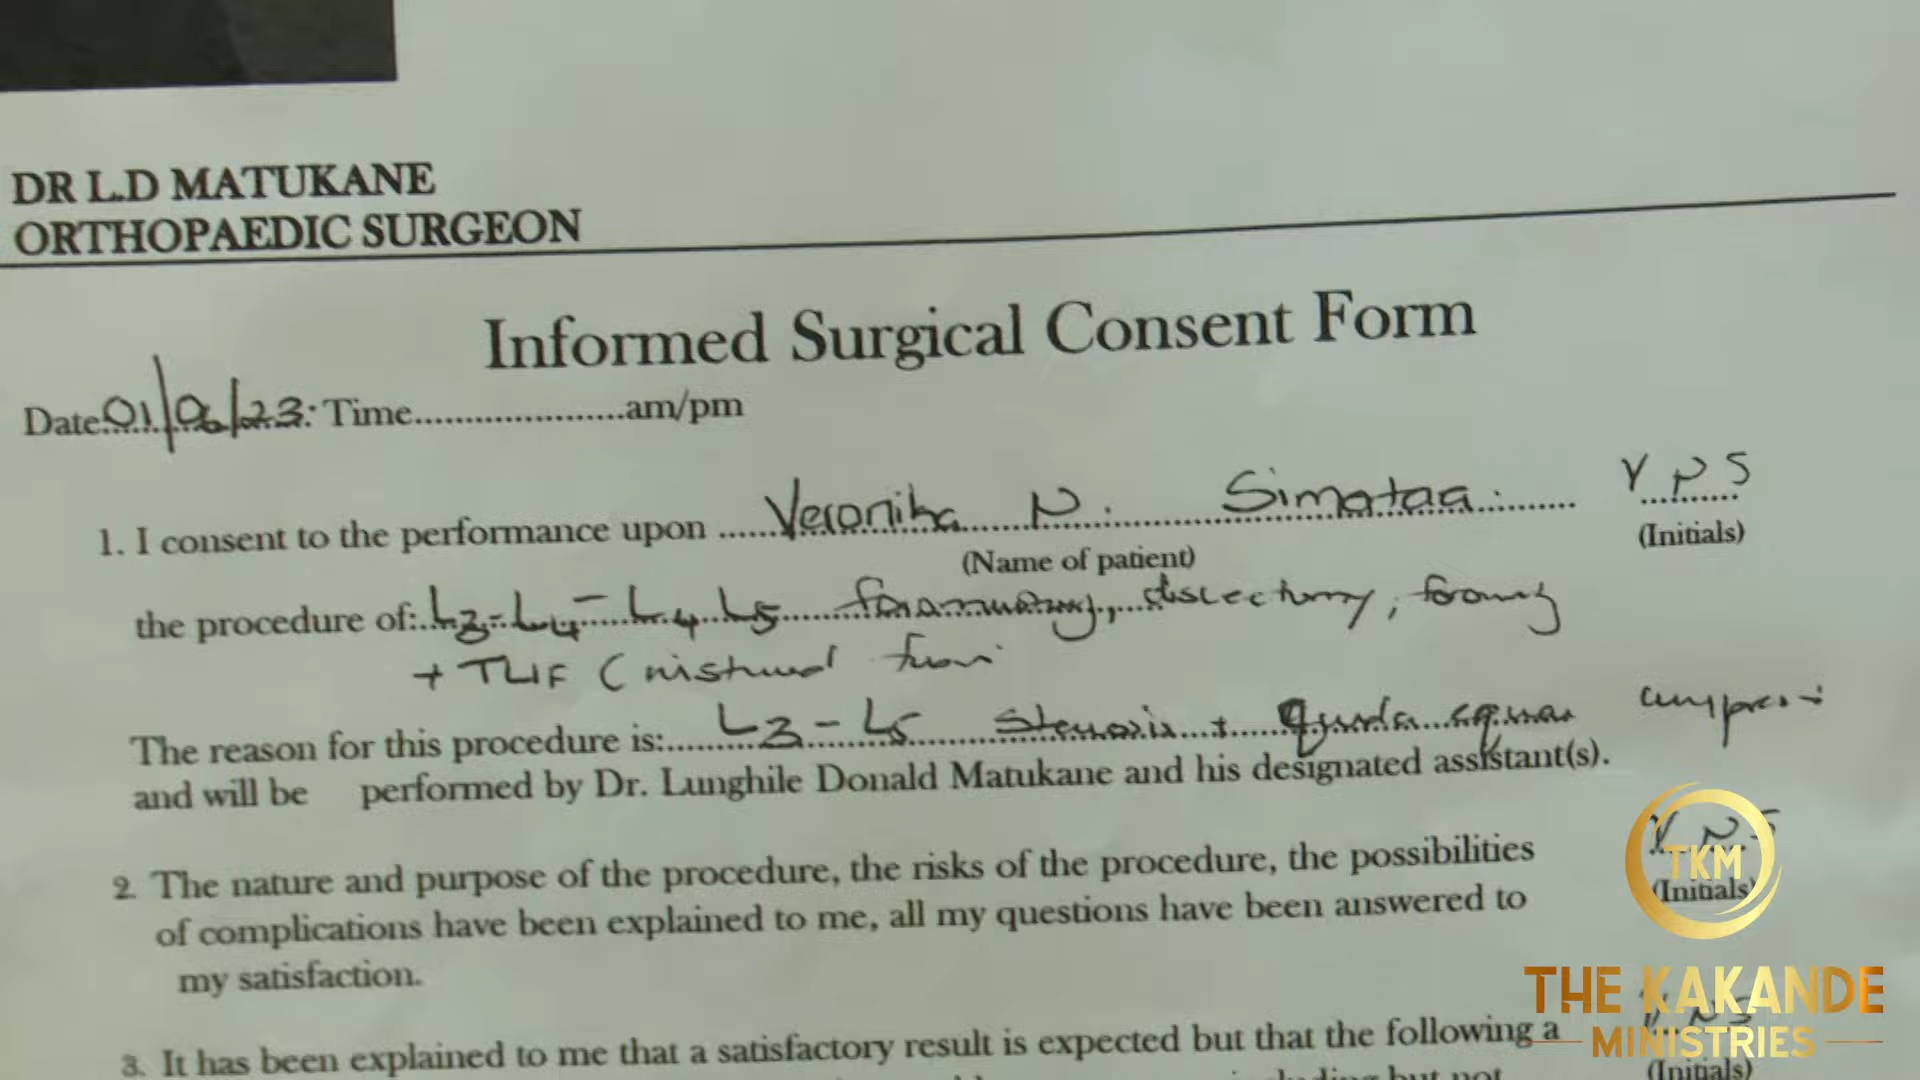 DR L.D MATUKANE
ORTHOPAEDIC SURGEON
Informed Surgical Consent Form
Date 01/06/23: Time....................am/pm
1. I consent to the performance upon Veronika N. Simataa V N S
(Name of patient) (Initials)
the procedure of: L3-L4 - L4 L5 discectomy,
+ TLIF (
The reason for this procedure is: L3 - L5 stenosis +
and will be performed by Dr. Lunghile Donald Matukane and his designated assistant(s).
2. The nature and purpose of the procedure, the risks of the procedure, the possibilities V N S
of complications have been explained to me, all my questions have been answered to (Initials)
my satisfaction.
3. It has been explained to me that a satisfactory result is expected but that the following a
including but not (Initials)
TKM
THE KAKANDE
MINISTRIES